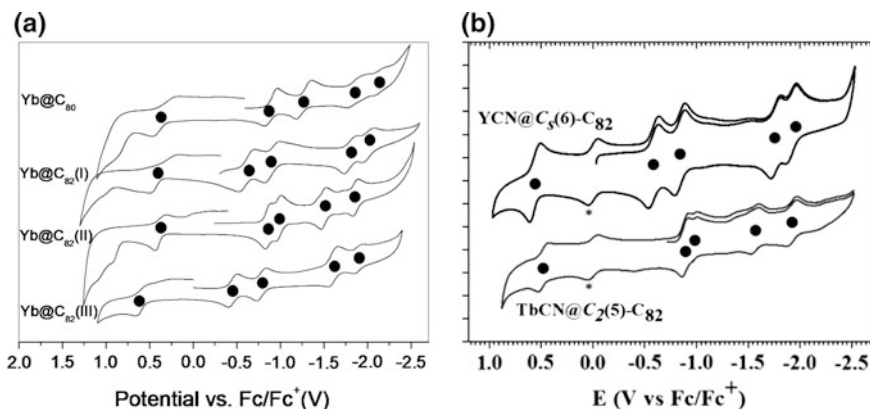 (a)
Yb@C₈₀
Yb@C₈₂(I)
Yb@C₈₂(II)
Yb@C₈₂(III)
2.0 1.5 1.0 0.5 0.0 -0.5 -1.0 -1.5 -2.0 -2.5
Potential vs. Fc/Fc⁺(V)
(b)
YCN@Cₛ(6)-C₈₂
*
TbCN@C₂(5)-C₈₂
*
1.0 0.5 0.0 -0.5 -1.0 -1.5 -2.0 -2.5
E (V vs Fc/Fc⁺)